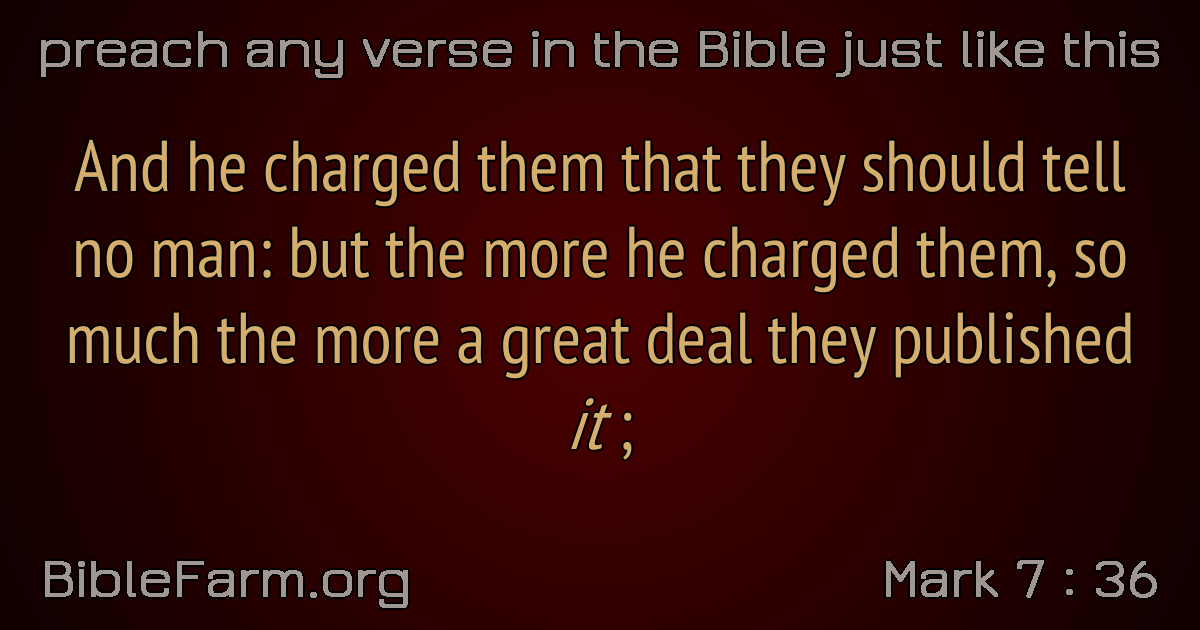 preach any verse in the Bible just like this
And he charged them that they should tell
no man: but the more he charged them, so
much the more a great deal they published
it ;
BibleFarm.org
Mark 7 : 36